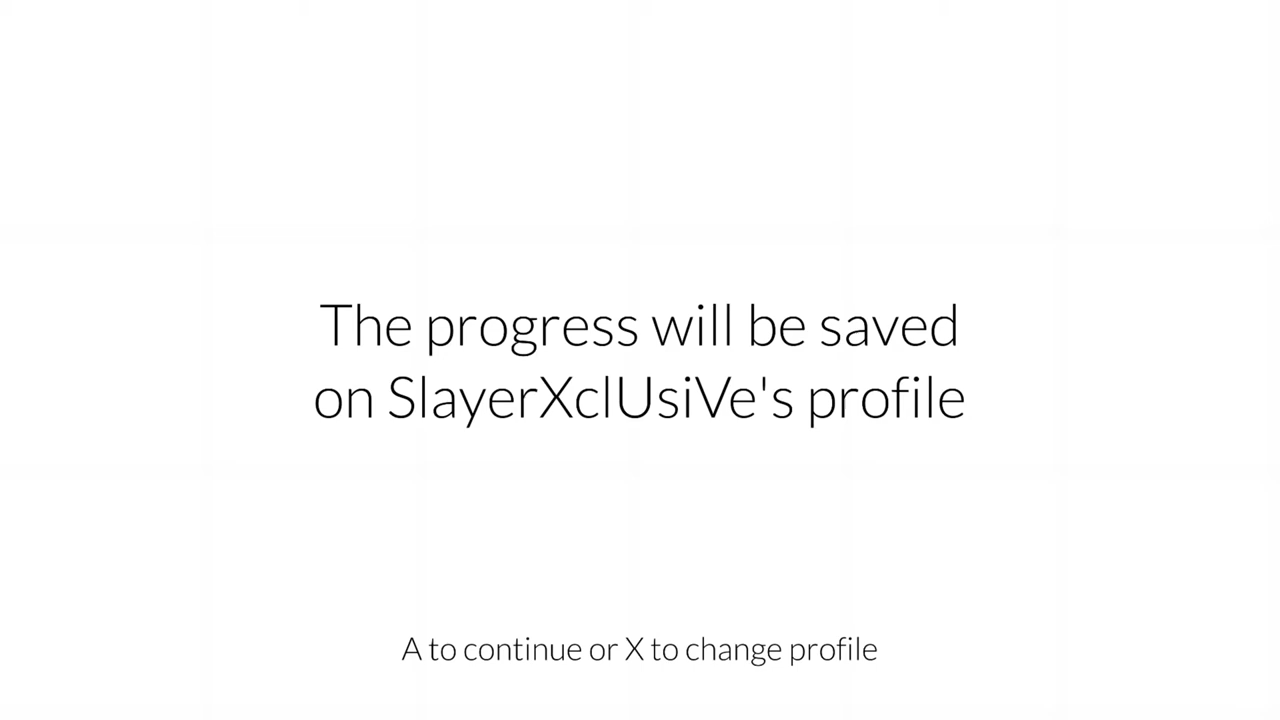 The progress will be saved
on SlayerXclUsiVe's profile
A to continue or X to change profile